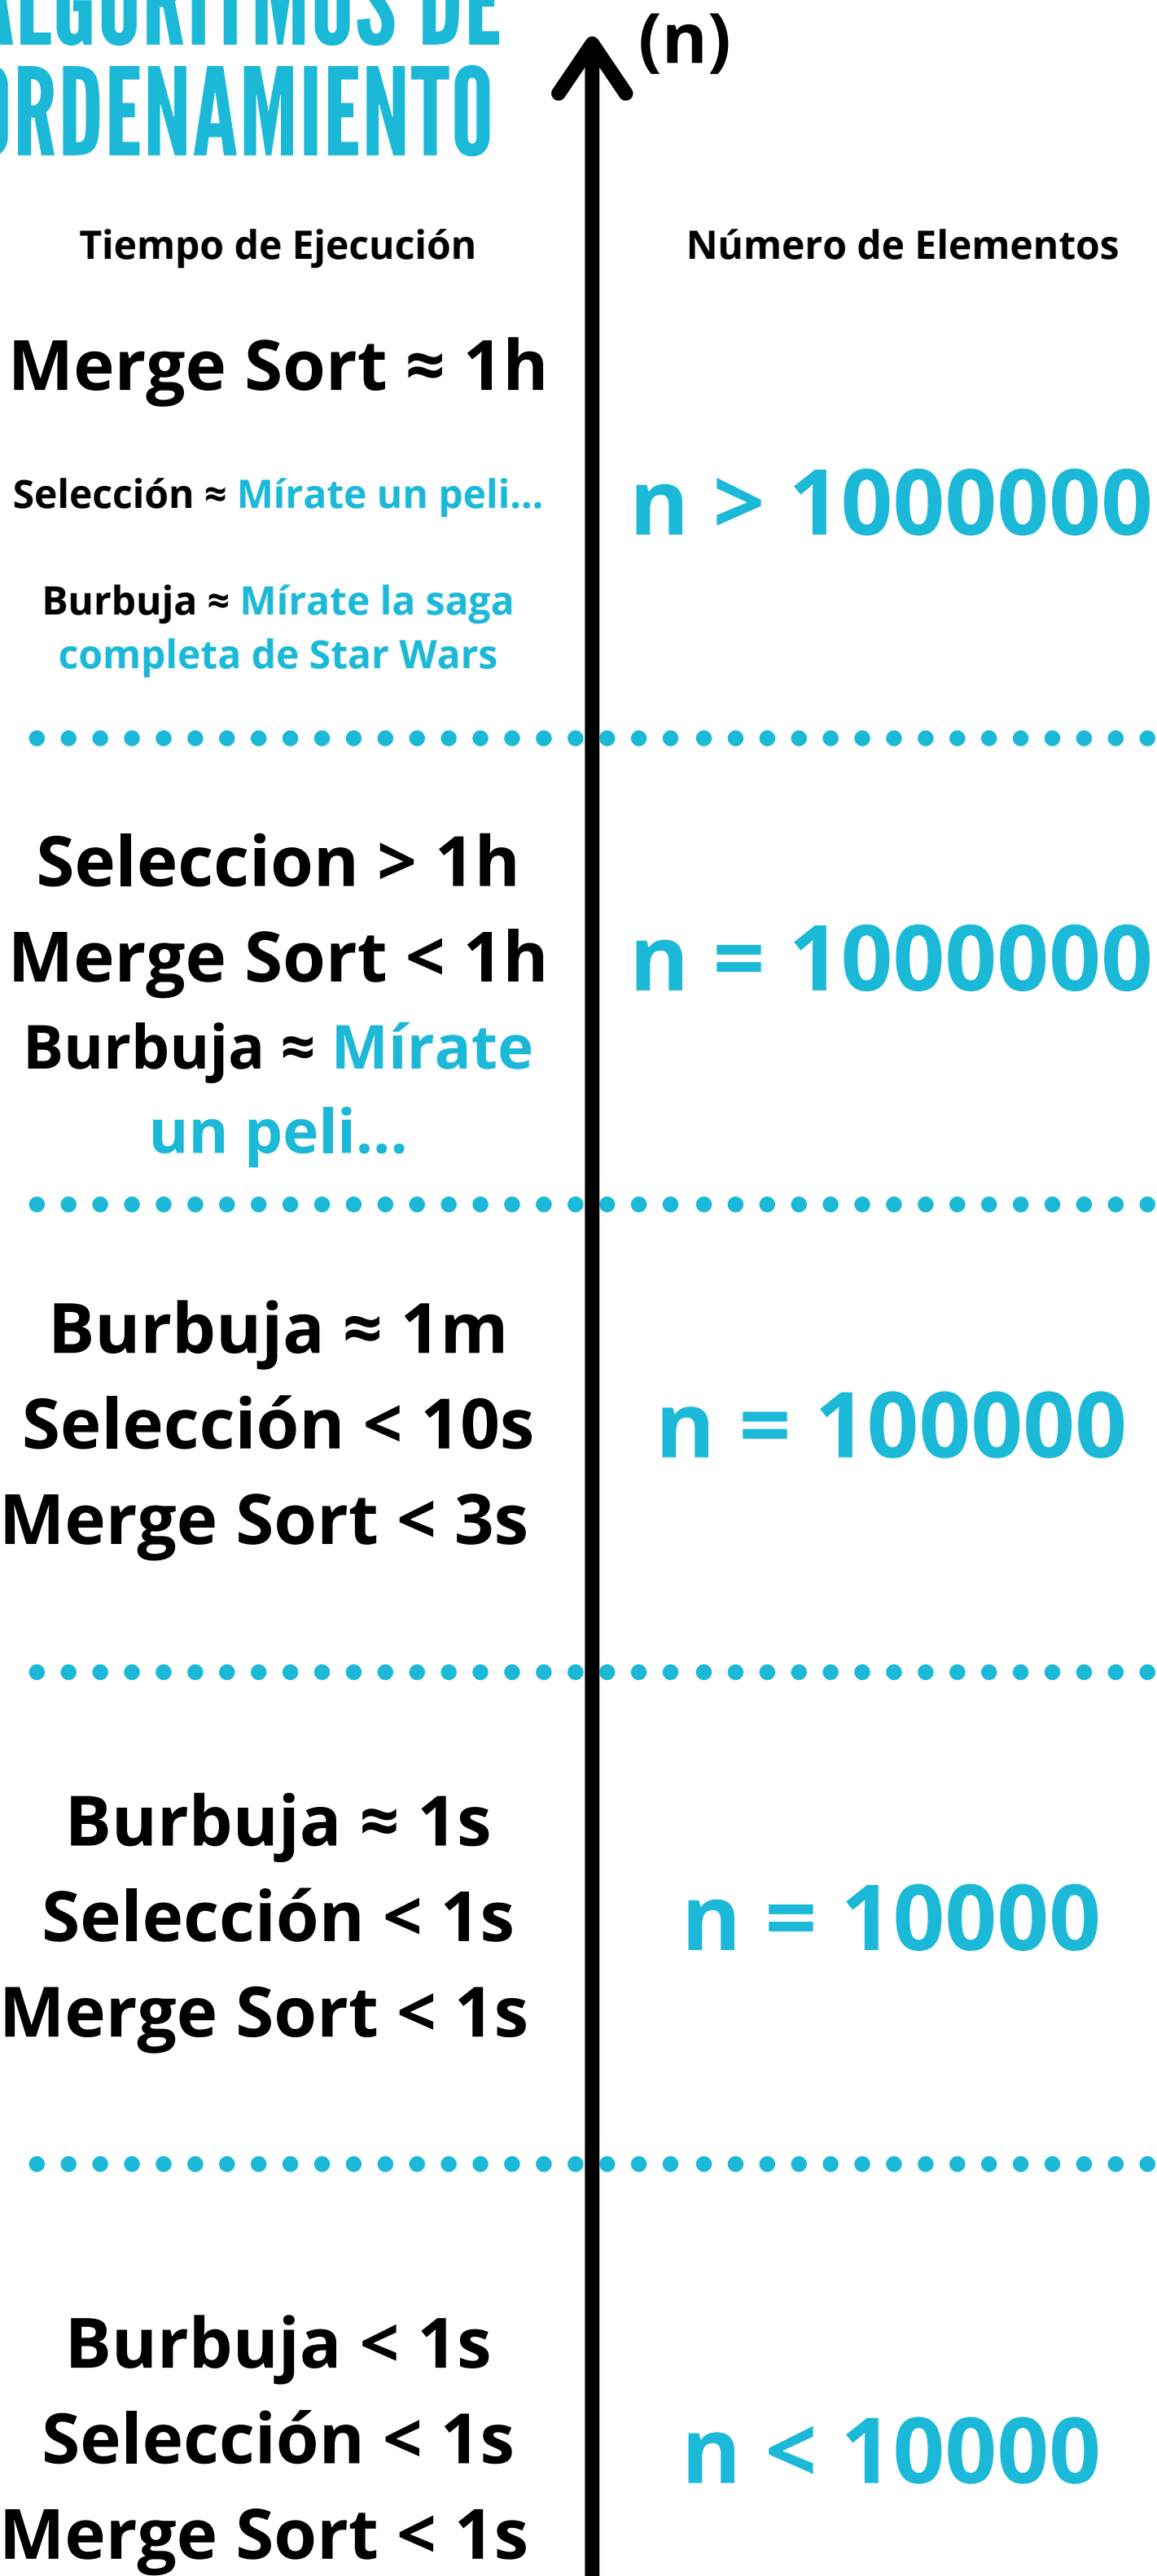 ALGORITMOS DE
ORDENAMIENTO
(n)
Tiempo de Ejecución
Número de Elementos
Merge Sort ≈ 1h
Selección ≈ Mírate un peli...
Burbuja ≈ Mírate la saga
completa de Star Wars
n > 1000000
Seleccion > 1h
Merge Sort < 1h
Burbuja ≈ Mírate
un peli...
n = 1000000
Burbuja ≈ 1m
Selección < 10s
Merge Sort < 3s
n = 100000
Burbuja ≈ 1s
Selección < 1s
Merge Sort < 1s
n = 10000
Burbuja < 1s
Selección < 1s
Merge Sort < 1s
n < 10000